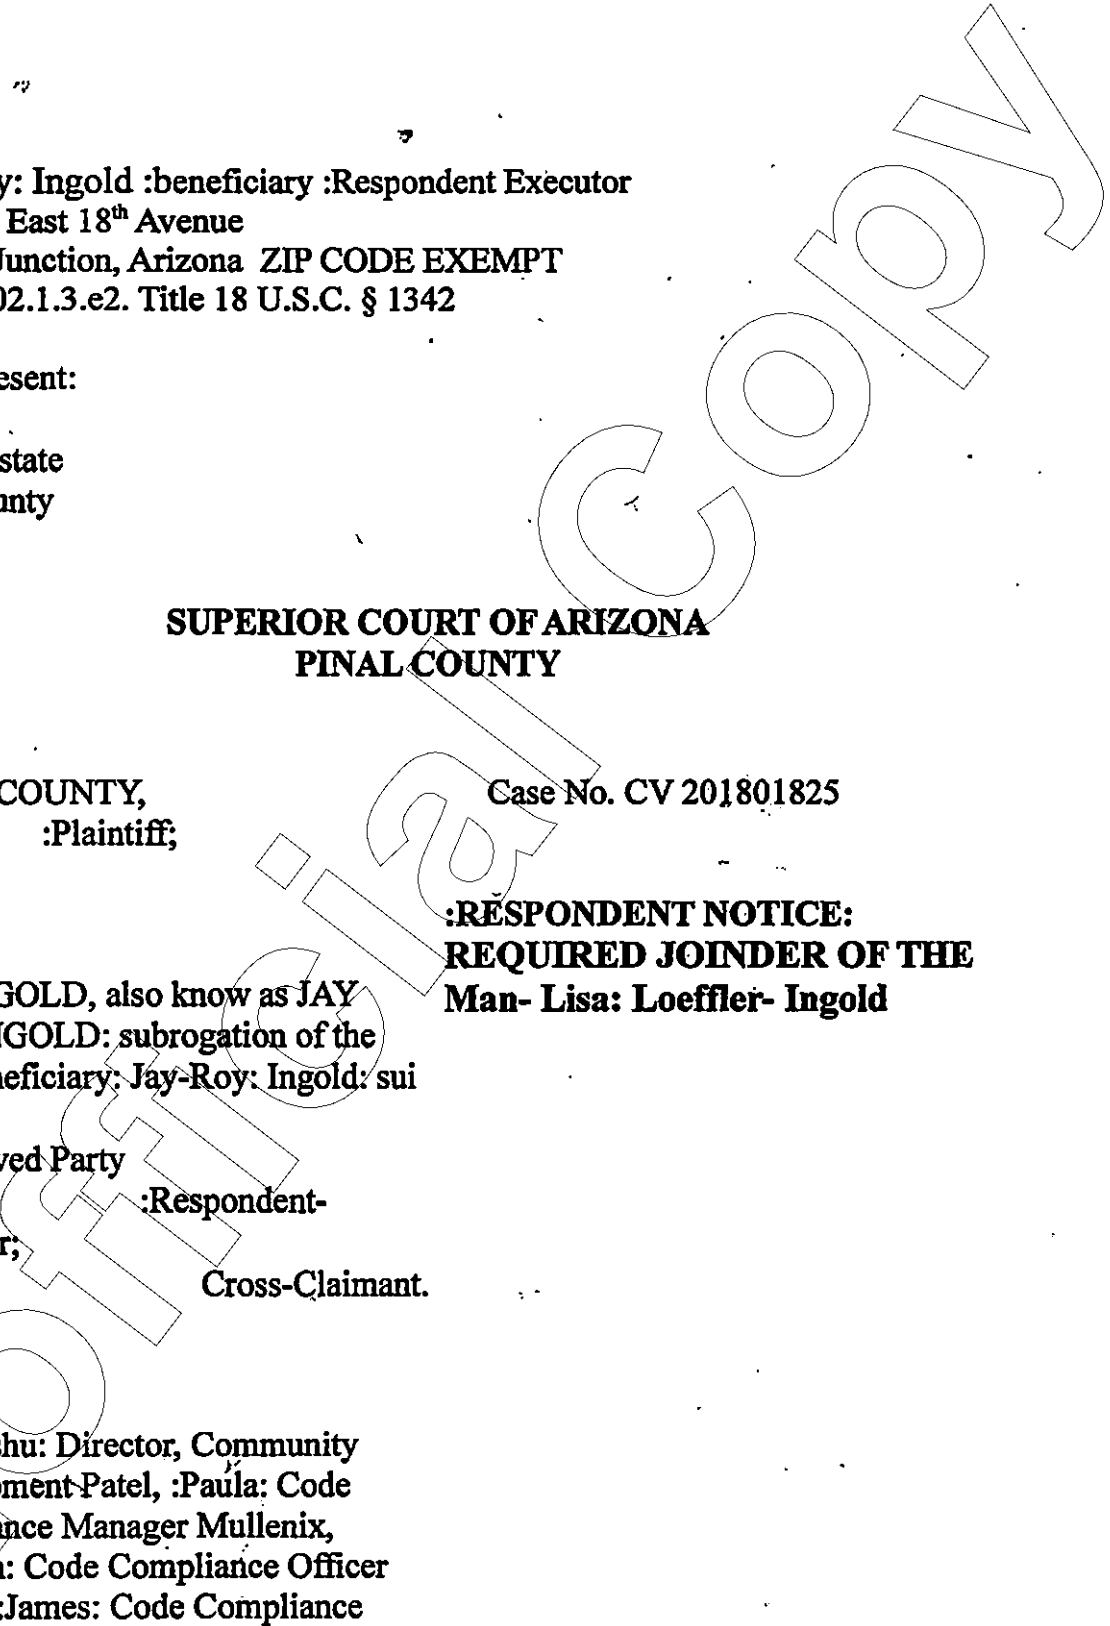 y: Ingold :beneficiary :Respondent Executor
East 18th Avenue
Junction, Arizona ZIP CODE EXEMPT
02.1.3.e2. Title 18 U.S.C. § 1342
esent:
state
unty
SUPERIOR COURT OF ARIZONA
PINAL COUNTY
COUNTY,
:Plaintiff;
Case No. CV 201801825
:RESPONDENT NOTICE:
REQUIRED JOINDER OF THE
Man- Lisa: Loeffler- Ingold
GOLD, also know as JAY
NGOLD: subrogation of the
neficiary: Jay-Roy: Ingold: sui
ved Party
:Respondent-
r;
Cross-Claimant.
shu: Director, Community
pment Patel, :Paula: Code
ance Manager Mullenix,
n: Code Compliance Officer
:James: Code Compliance
Unofficial Copy